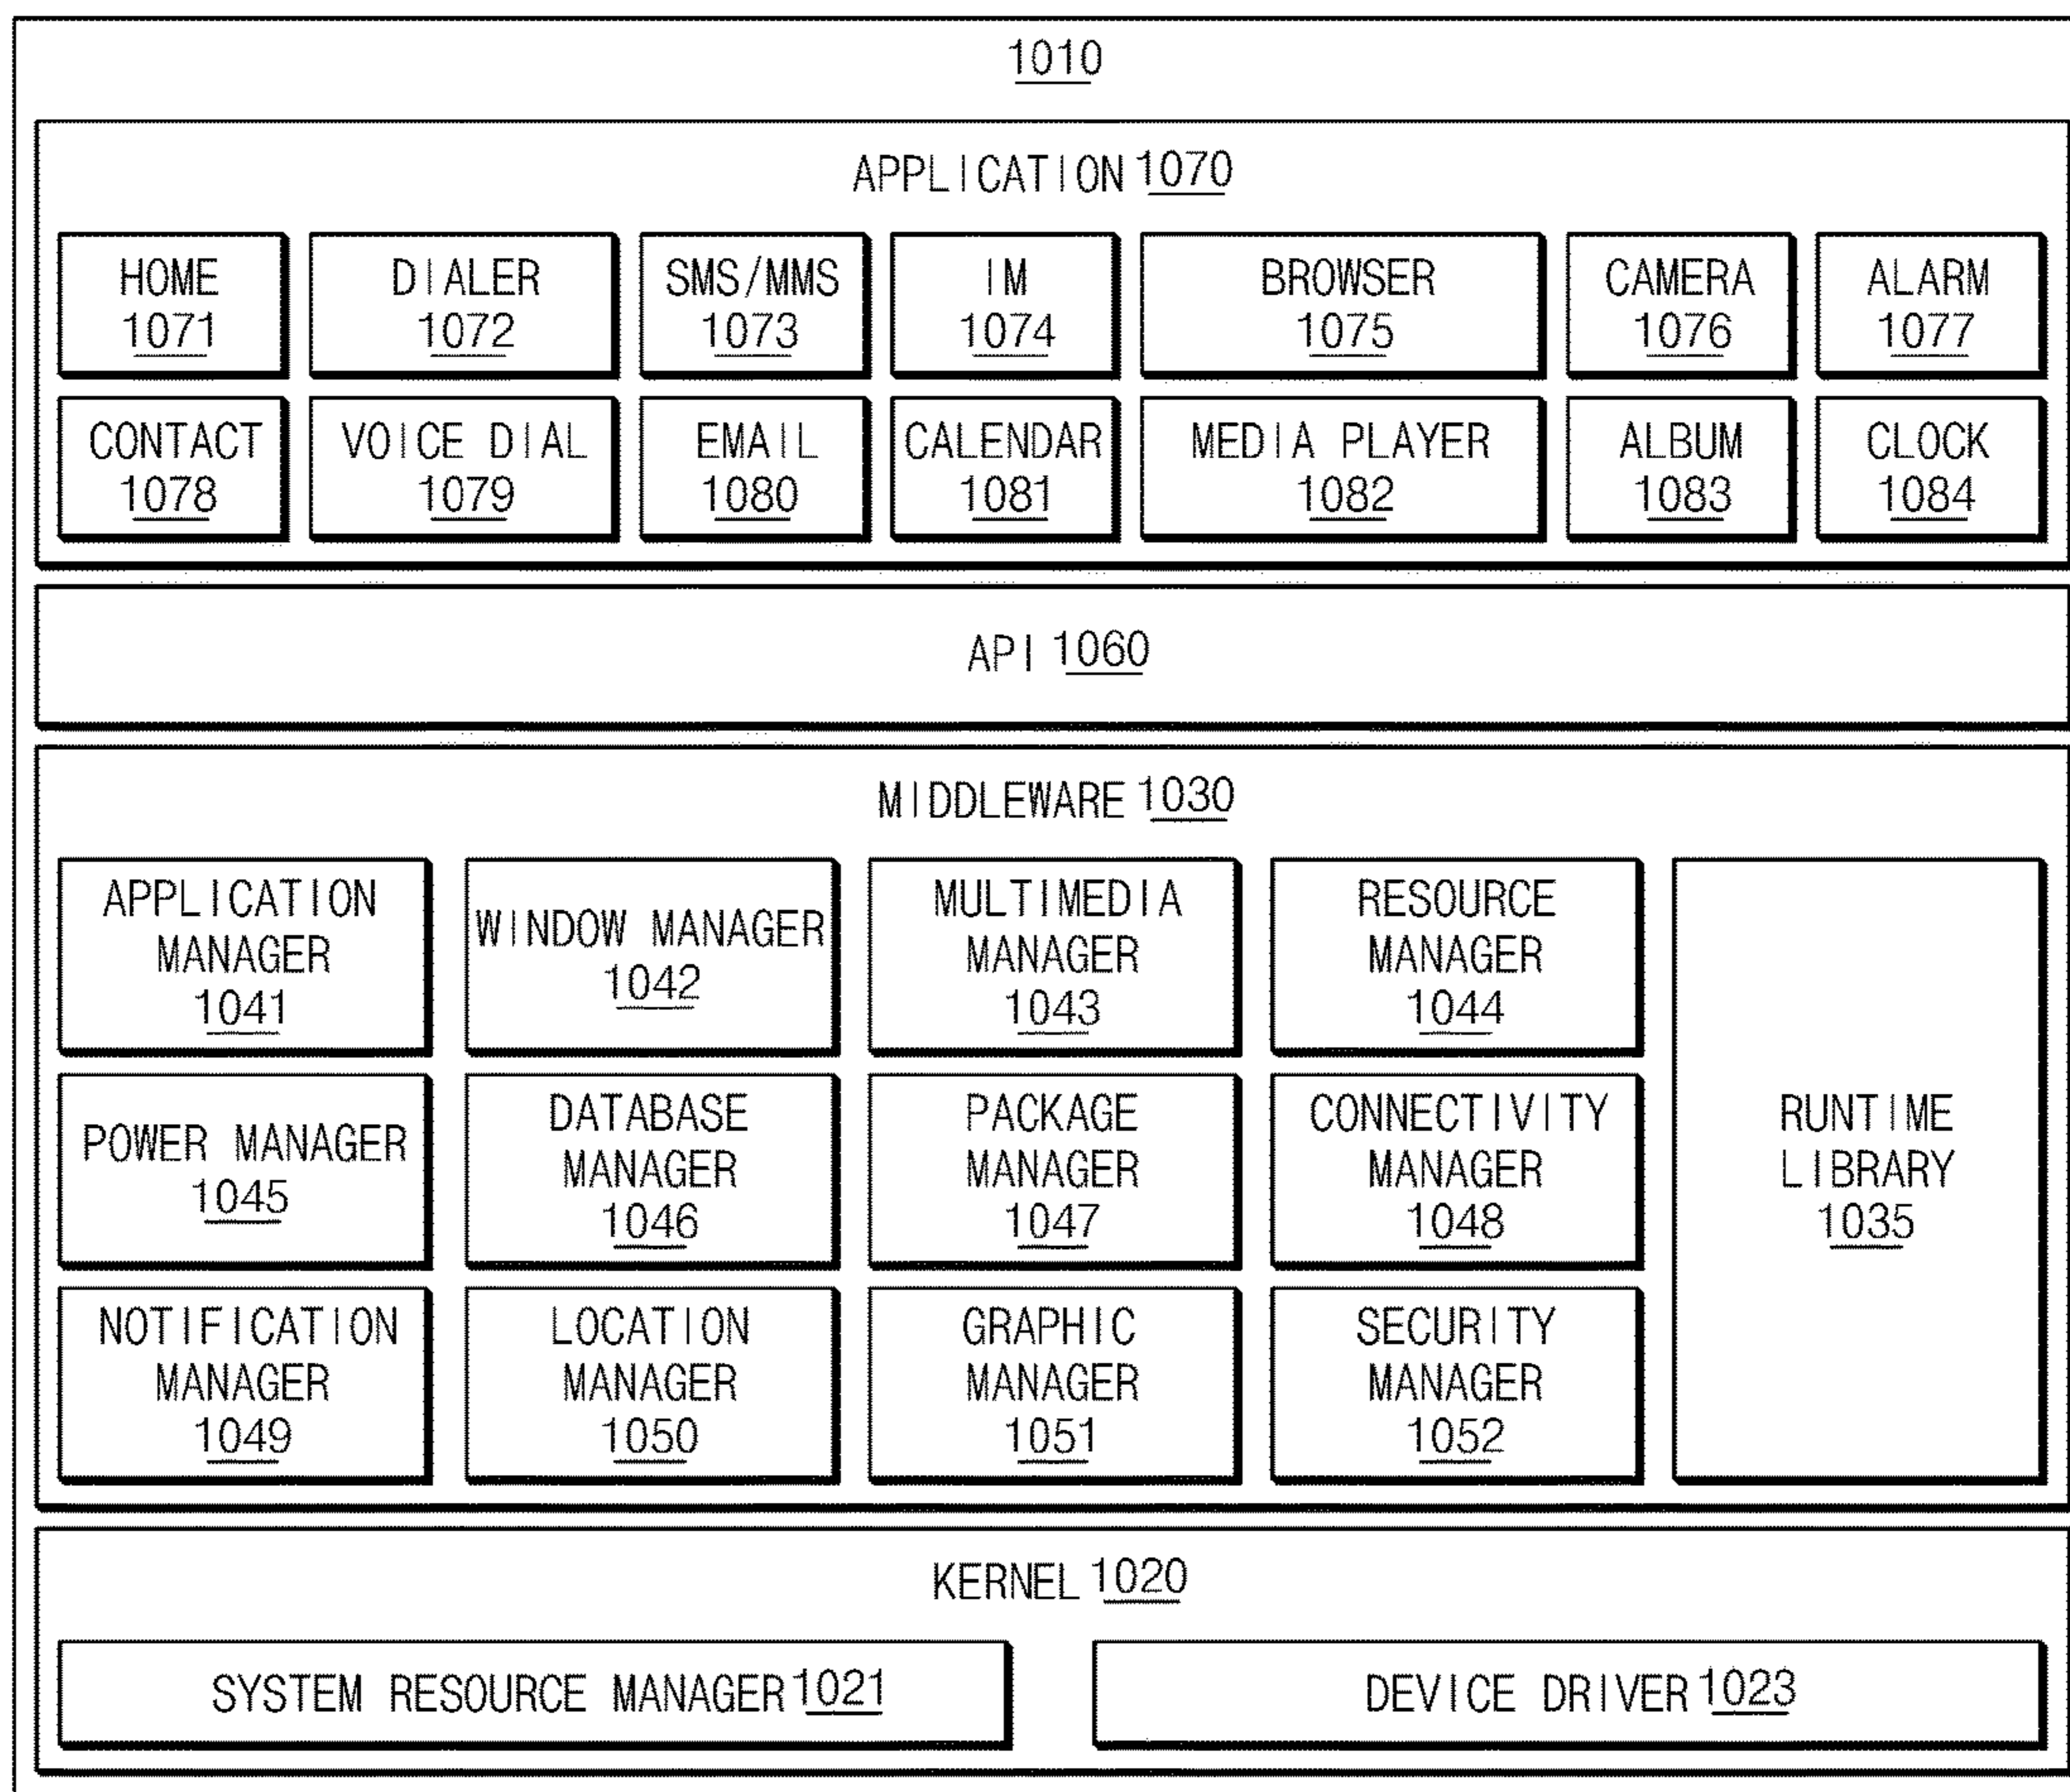 1010
APPLICATION 1070
HOME
1071
DIALER
1072
SMS/MMS
1073
IM
1074
BROWSER
1075
CAMERA
1076
ALARM
1077
CONTACT
1078
VOICE DIAL
1079
EMAIL
1080
CALENDAR
1081
MEDIA PLAYER
1082
ALBUM
1083
CLOCK
1084
API 1060
MIDDLEWARE 1030
APPLICATION
MANAGER
1041
WINDOW MANAGER
1042
MULTIMEDIA
MANAGER
1043
RESOURCE
MANAGER
1044
POWER MANAGER
1045
DATABASE
MANAGER
1046
PACKAGE
MANAGER
1047
CONNECTIVITY
MANAGER
1048
RUNTIME
LIBRARY
1035
NOTIFICATION
MANAGER
1049
LOCATION
MANAGER
1050
GRAPHIC
MANAGER
1051
SECURITY
MANAGER
1052
KERNEL 1020
SYSTEM RESOURCE MANAGER 1021
DEVICE DRIVER 1023